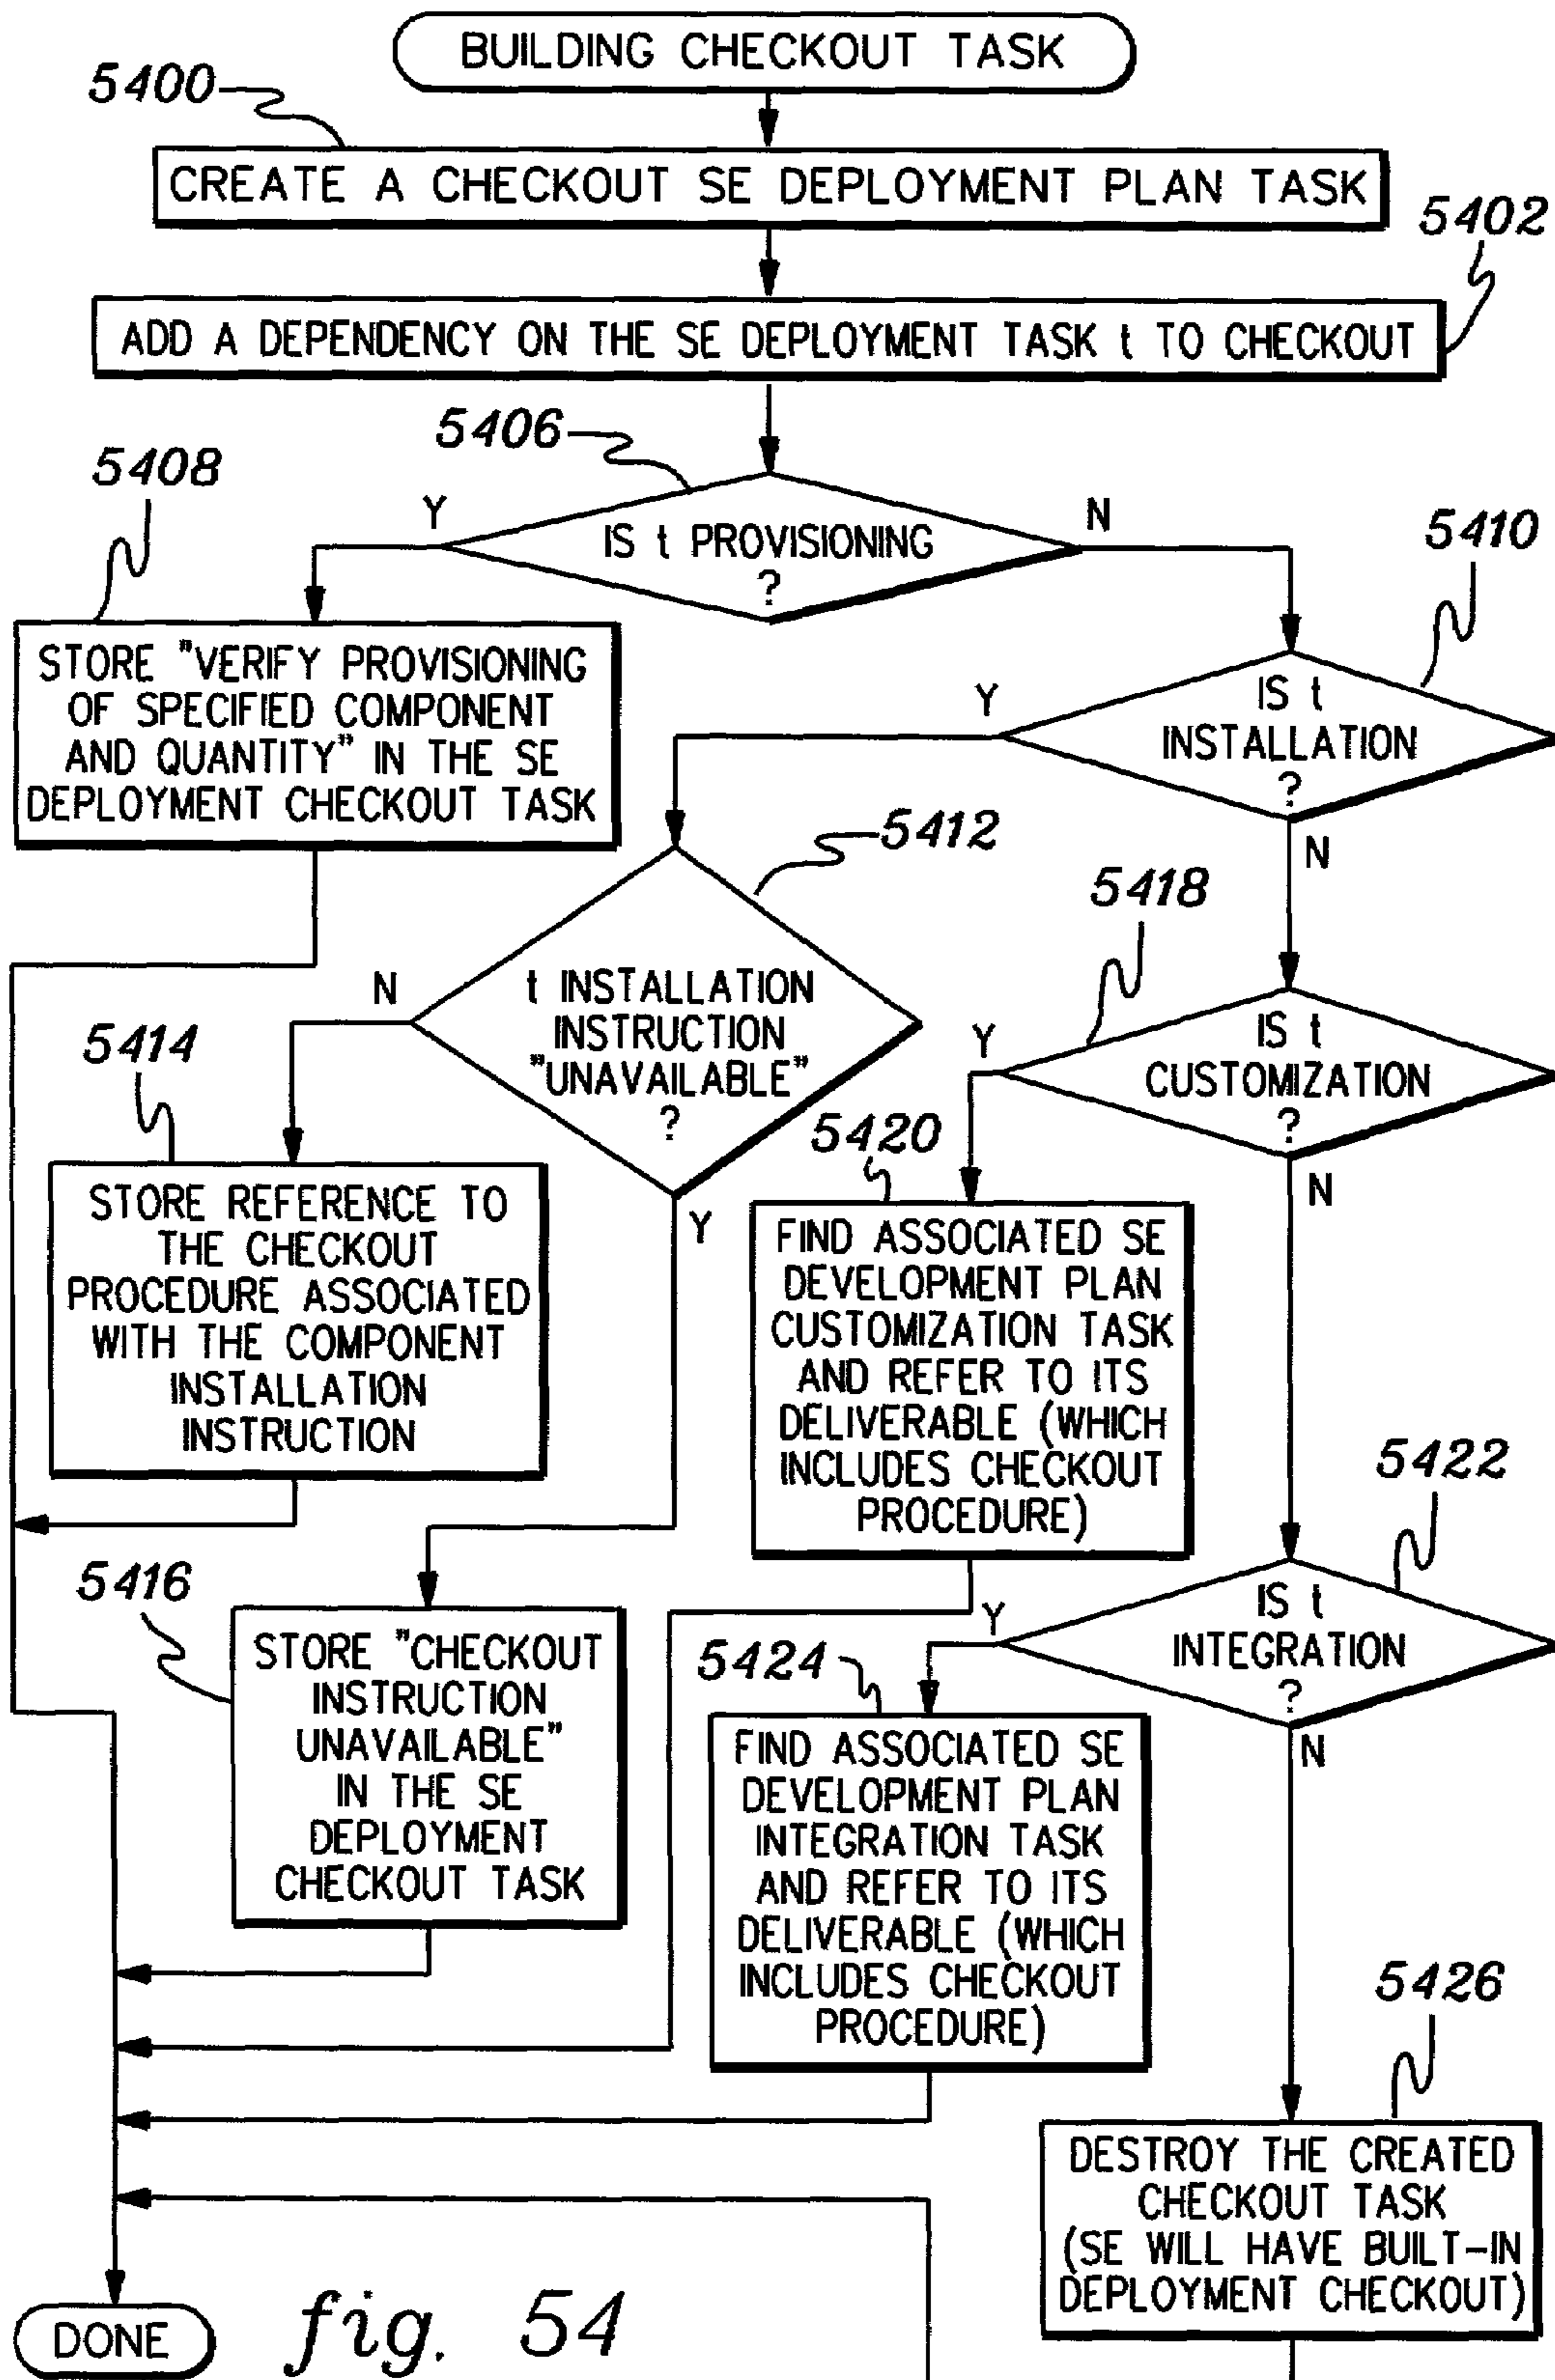 BUILDING CHECKOUT TASK
5400
CREATE A CHECKOUT SE DEPLOYMENT PLAN TASK
5402
ADD A DEPENDENCY ON THE SE DEPLOYMENT TASK t TO CHECKOUT
5406
Y
IS t PROVISIONING
?
N
5408
STORE "VERIFY PROVISIONING
OF SPECIFIED COMPONENT
AND QUANTITY" IN THE SE
DEPLOYMENT CHECKOUT TASK
5410
Y
IS t
INSTALLATION
?
N
5412
N
t INSTALLATION
INSTRUCTION
"UNAVAILABLE"
?
Y
5414
STORE REFERENCE TO
THE CHECKOUT
PROCEDURE ASSOCIATED
WITH THE COMPONENT
INSTALLATION
INSTRUCTION
5416
STORE "CHECKOUT
INSTRUCTION
UNAVAILABLE"
IN THE SE
DEPLOYMENT
CHECKOUT TASK
5418
Y
IS t
CUSTOMIZATION
?
N
5420
FIND ASSOCIATED SE
DEVELOPMENT PLAN
CUSTOMIZATION TASK
AND REFER TO ITS
DELIVERABLE (WHICH
INCLUDES CHECKOUT
PROCEDURE)
5422
Y
IS t
INTEGRATION
?
N
5424
FIND ASSOCIATED SE
DEVELOPMENT PLAN
INTEGRATION TASK
AND REFER TO ITS
DELIVERABLE (WHICH
INCLUDES CHECKOUT
PROCEDURE)
5426
DESTROY THE CREATED
CHECKOUT TASK
(SE WILL HAVE BUILT-IN
DEPLOYMENT CHECKOUT)
DONE
fig. 54